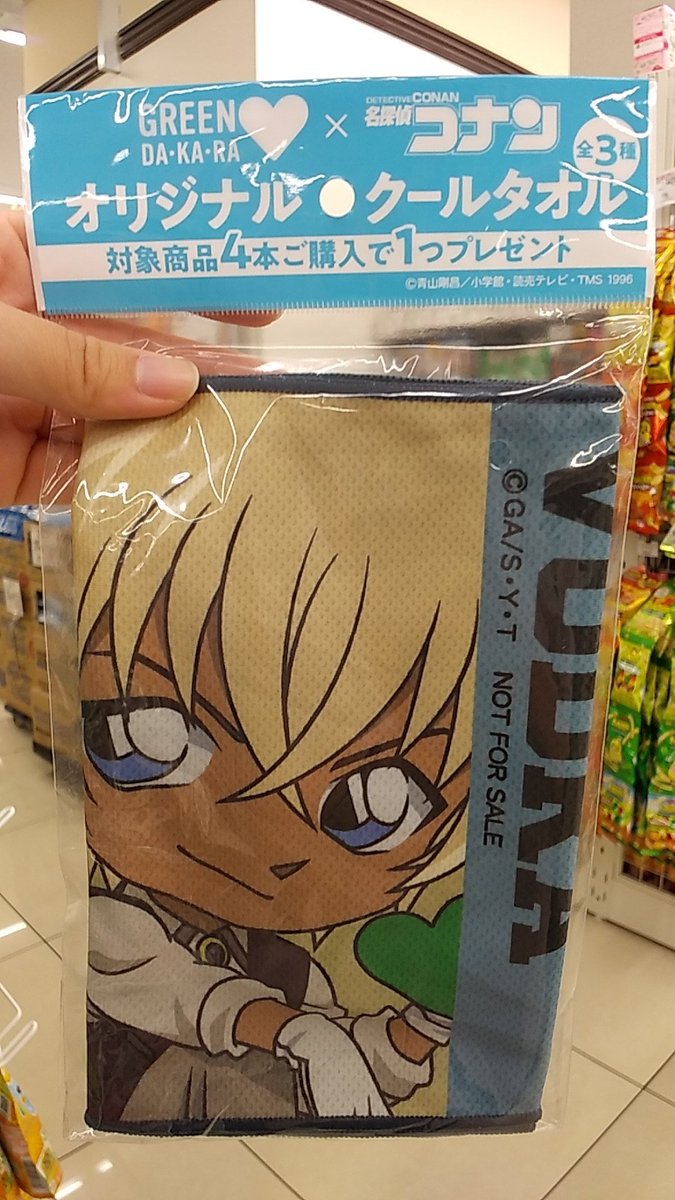 GREEN
DA・KA・RA
×
DETECTIVE CONAN
名探偵
コナン
全3種
オリジナル クールタオル
対象商品4本ご購入で1つプレゼント
©青山剛昌/小学館・読売テレビ・TMS 1996
©GA/S・Y・T NOT FOR SALE